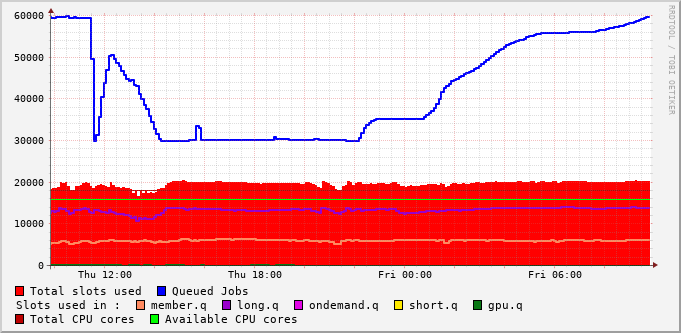 60000
50000
40000
30000
20000
10000
0
Thu 12:00 Thu 18:00 Fri 00:00 Fri 06:00
RRDTOOL / TOBI OETIKER
Total slots used Queued Jobs
Slots used in : member.q long.q ondemand.q short.q gpu.q
Total CPU cores Available CPU cores